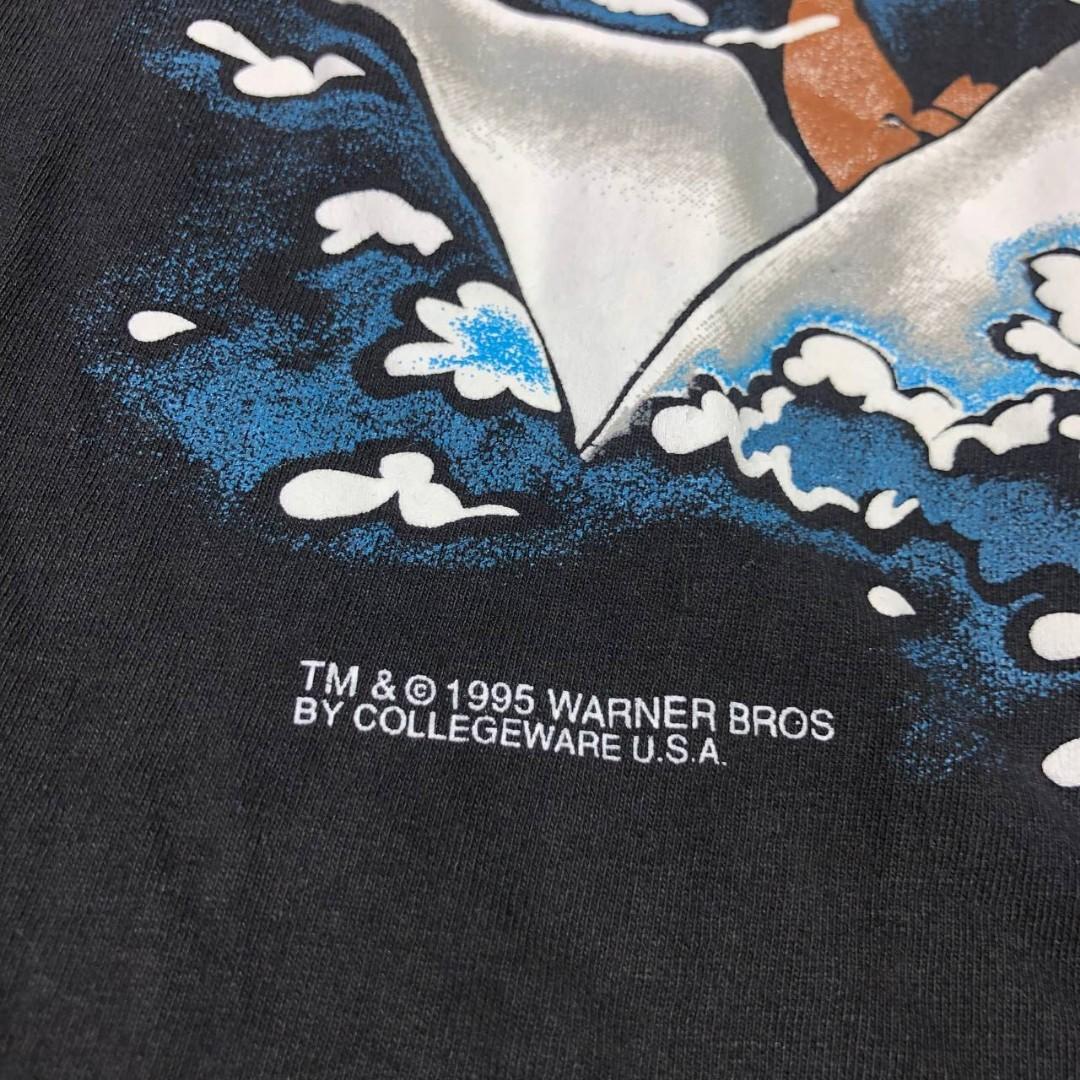 TM & © 1995 WARNER BROS
BY COLLEGEWARE U.S.A.